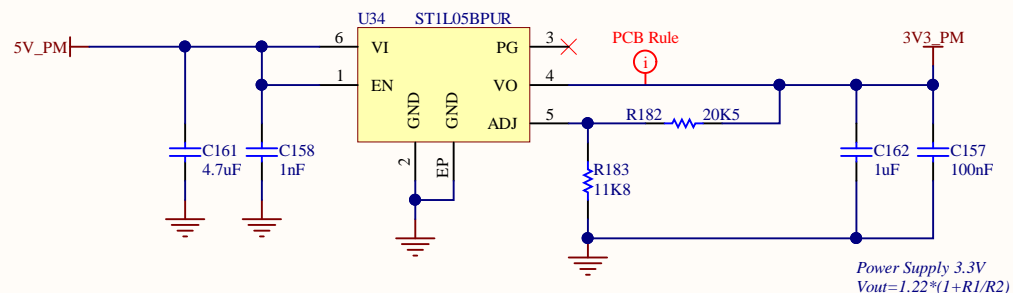 U34 ST1L05BPUR
5V_PM
6 VI
PG 3
PCB Rule
i
3V3_PM
1 EN
VO 4
GND
GND
ADJ 5
R182 20K5
2
EP
C161
4.7uF
C158
1nF
R183
11K8
C162
1uF
C157
100nF
Power Supply 3.3V
Vout=1.22*(1+R1/R2)